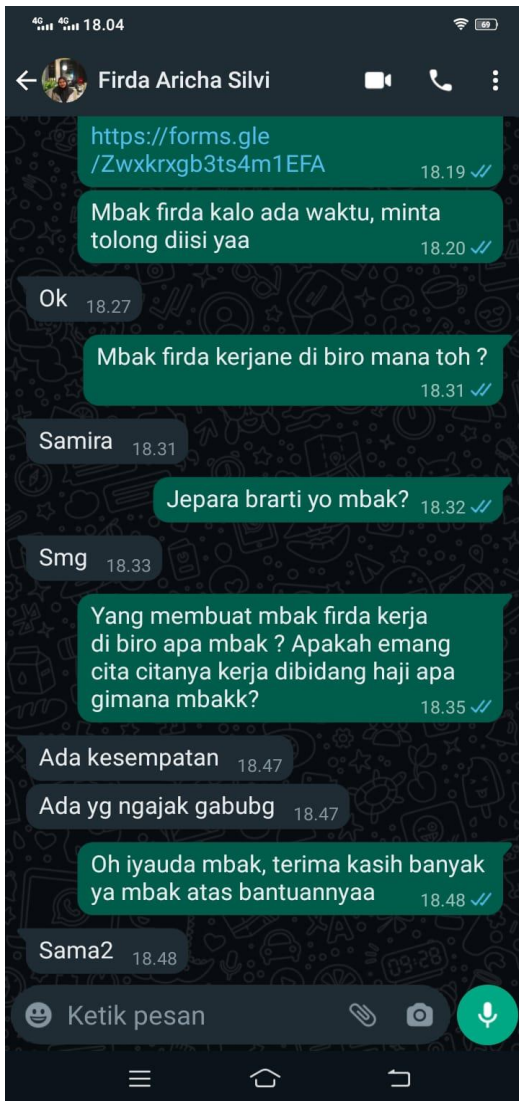 4G 4G 18.04 69
Firda Aricha Silvi
https://forms.gle
/Zwxkrxgb3ts4m1EFA 18.19
Mbak firda kalo ada waktu, minta
tolong diisi yaa 18.20
Ok 18.27
Mbak firda kerjane di biro mana toh ?
18.31
Samira 18.31
Jepara brarti yo mbak? 18.32
Smg 18.33
Yang membuat mbak firda kerja
di biro apa mbak ? Apakah emang
cita citanya kerja dibidang haji apa
gimana mbakk? 18.35
Ada kesempatan 18.47
Ada yg ngajak gabubg 18.47
Oh iyauda mbak, terima kasih banyak
ya mbak atas bantuannyaa 18.48
Sama2 18.48
Ketik pesan